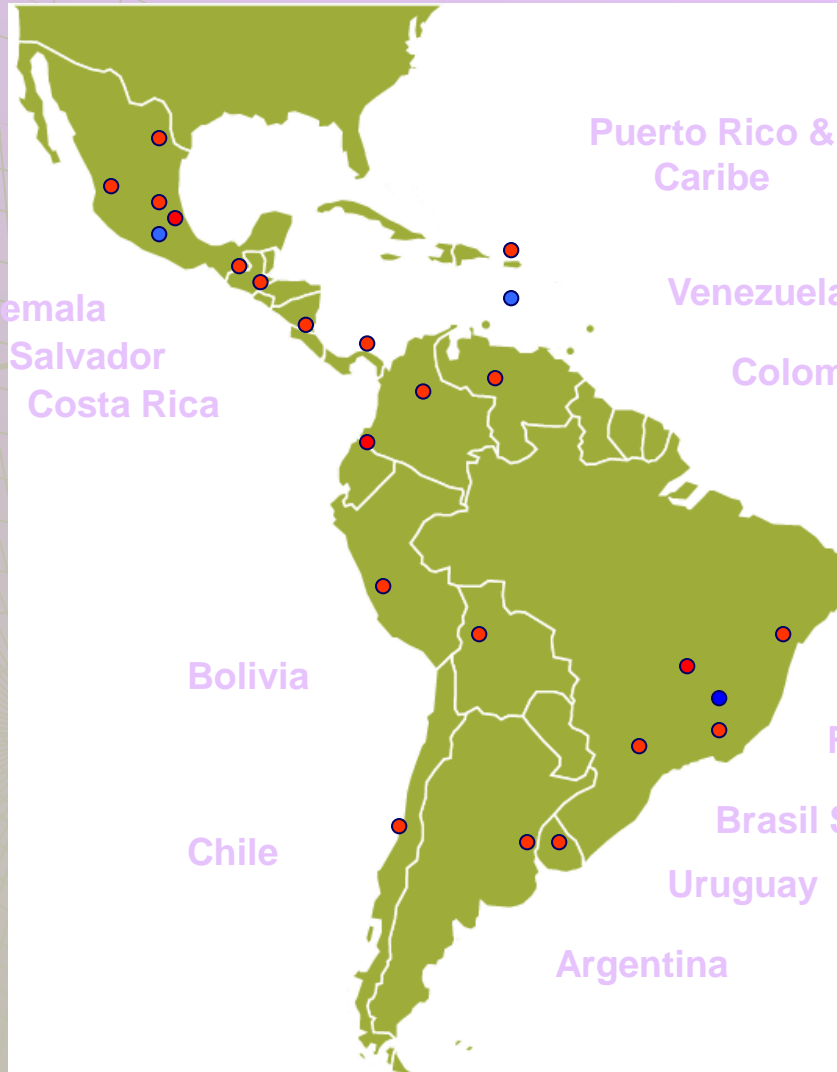 Puerto Rico &
Caribe
Venezuela
emala
Salvador
Colom
Costa Rica
Bolivia
Brasil S
Chile
Uruguay
Argentina